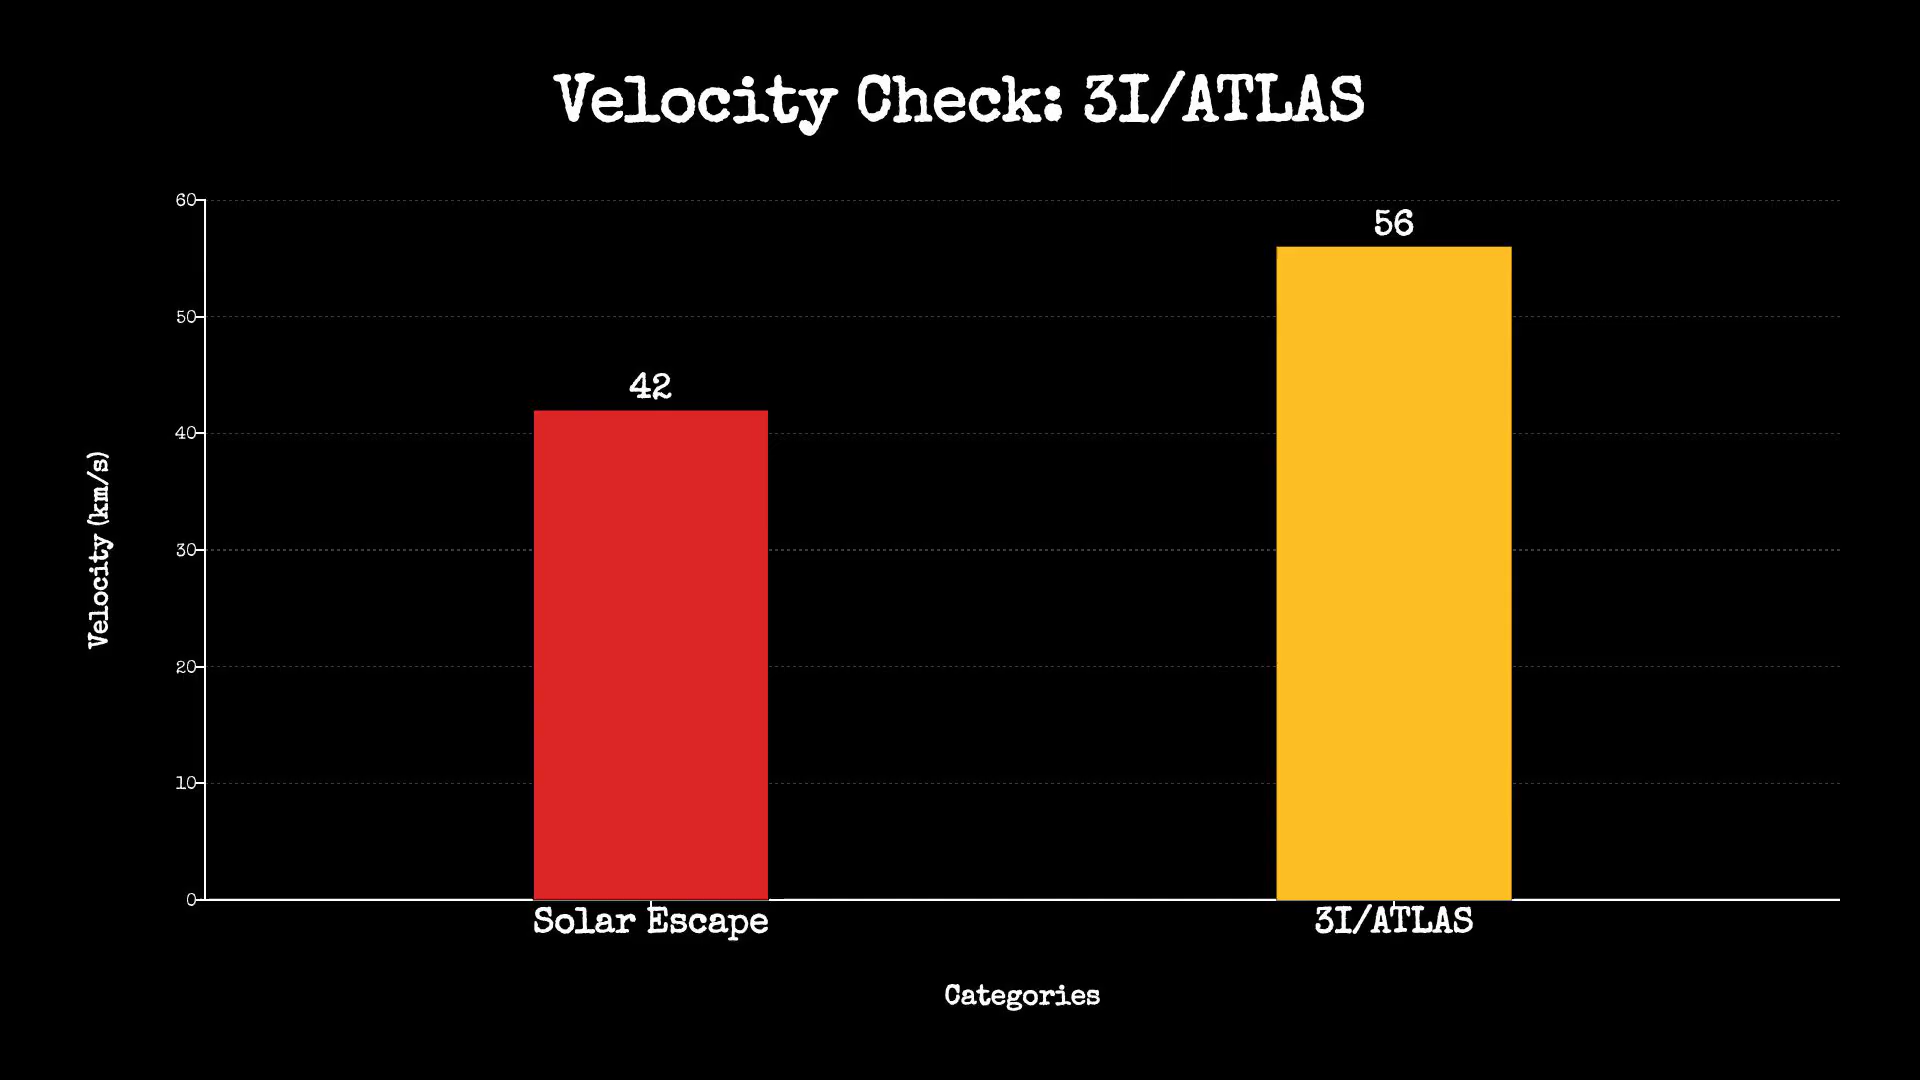 Velocity Check: 3I/ATLAS
60
50
40
30
20
10
0
Velocity (km/s)
42
56
Solar Escape
3I/ATLAS
Categories